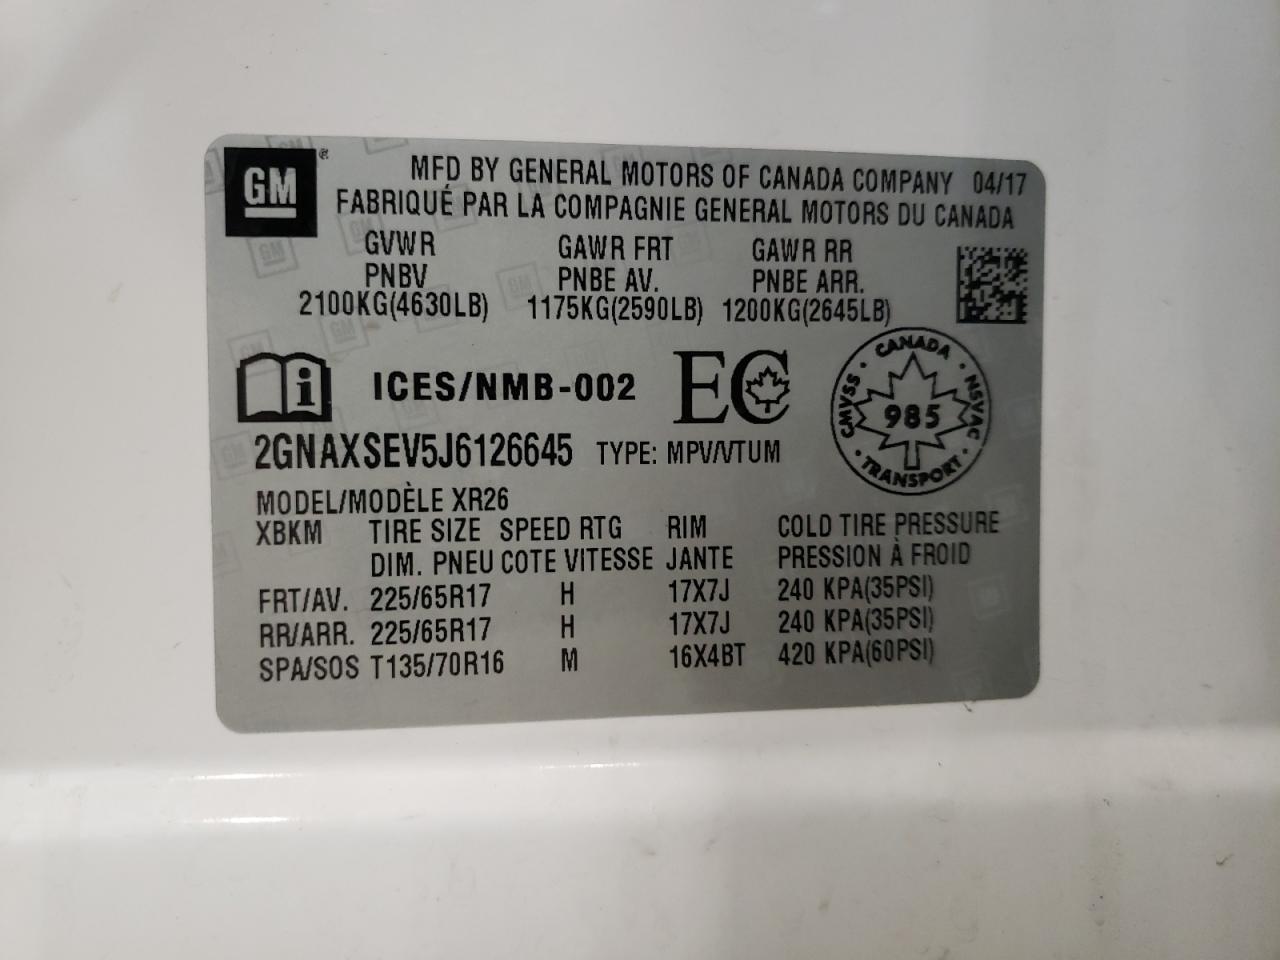 GM ®
MFD BY GENERAL MOTORS OF CANADA COMPANY 04/17
FABRIQUÉ PAR LA COMPAGNIE GENERAL MOTORS DU CANADA
GVWR GAWR FRT GAWR RR
PNBV PNBE AV. PNBE ARR.
2100KG(4630LB) 1175KG(2590LB) 1200KG(2645LB)
i ICES/NMB-002 EC
CANADA
CMVSS 985 NSVAC
TRANSPORT
2GNAXSEV5J6126645 TYPE: MPV/VTUM
MODEL/MODÈLE XR26
XBKM TIRE SIZE SPEED RTG RIM COLD TIRE PRESSURE
DIM. PNEU COTE VITESSE JANTE PRESSION À FROID
FRT/AV. 225/65R17 H 17X7J 240 KPA(35PSI)
RR/ARR. 225/65R17 H 17X7J 240 KPA(35PSI)
SPA/SOS T135/70R16 M 16X4BT 420 KPA(60PSI)